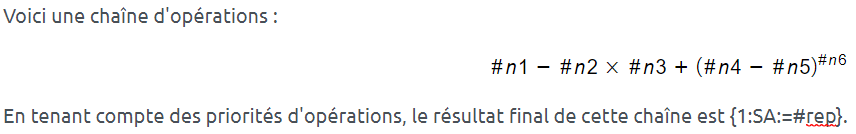 Voici une chaîne d'opérations :
#n1 − #n2 × #n3 + (#n4 − #n5)^#n6
En tenant compte des priorités d'opérations, le résultat final de cette chaîne est {1:SA:=#rep}.